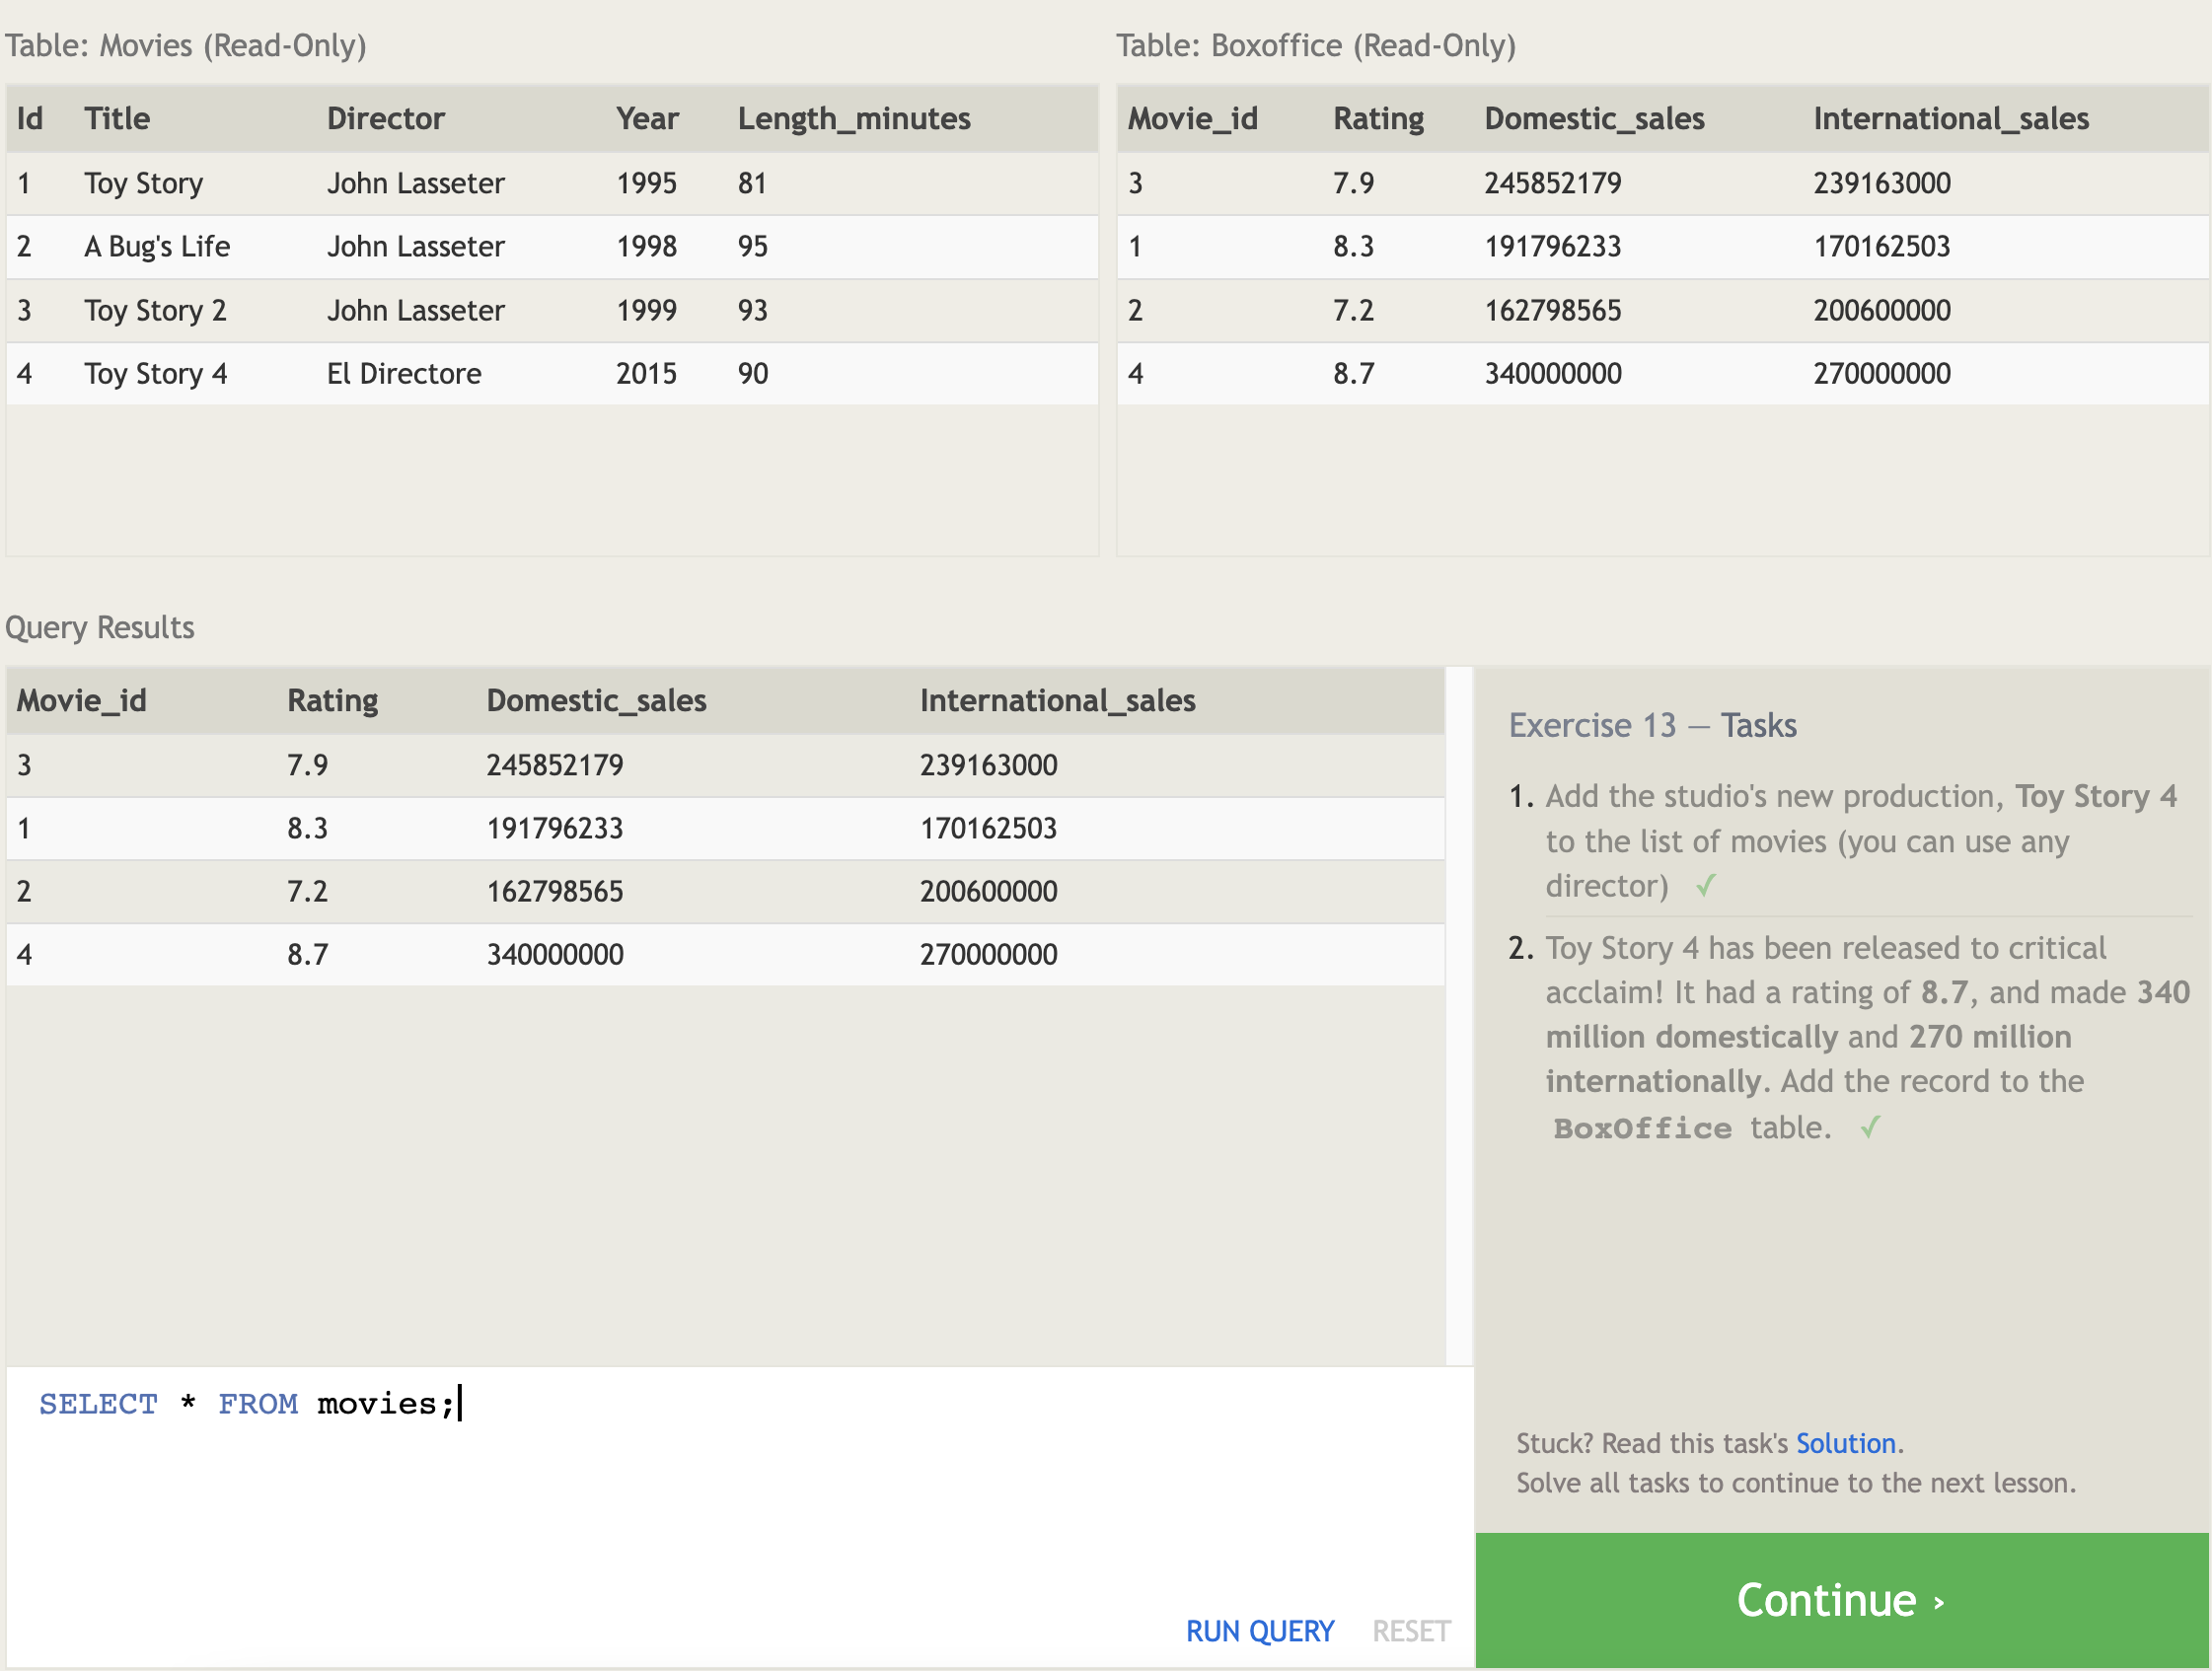 Table: Movies (Read-Only)
Id Title Director Year Length_minutes
1 Toy Story John Lasseter 1995 81
2 A Bug's Life John Lasseter 1998 95
3 Toy Story 2 John Lasseter 1999 93
4 Toy Story 4 El Directore 2015 90
Table: Boxoffice (Read-Only)
Movie_id Rating Domestic_sales International_sales
3 7.9 245852179 239163000
1 8.3 191796233 170162503
2 7.2 162798565 200600000
4 8.7 340000000 270000000
Query Results
Movie_id Rating Domestic_sales International_sales
3 7.9 245852179 239163000
1 8.3 191796233 170162503
2 7.2 162798565 200600000
4 8.7 340000000 270000000
SELECT * FROM movies;
RUN QUERY RESET
Exercise 13 — Tasks
1. Add the studio's new production, Toy Story 4
to the list of movies (you can use any
director) ✓
2. Toy Story 4 has been released to critical
acclaim! It had a rating of 8.7, and made 340
million domestically and 270 million
internationally. Add the record to the
BoxOffice table. ✓
Stuck? Read this task's Solution.
Solve all tasks to continue to the next lesson.
Continue ›